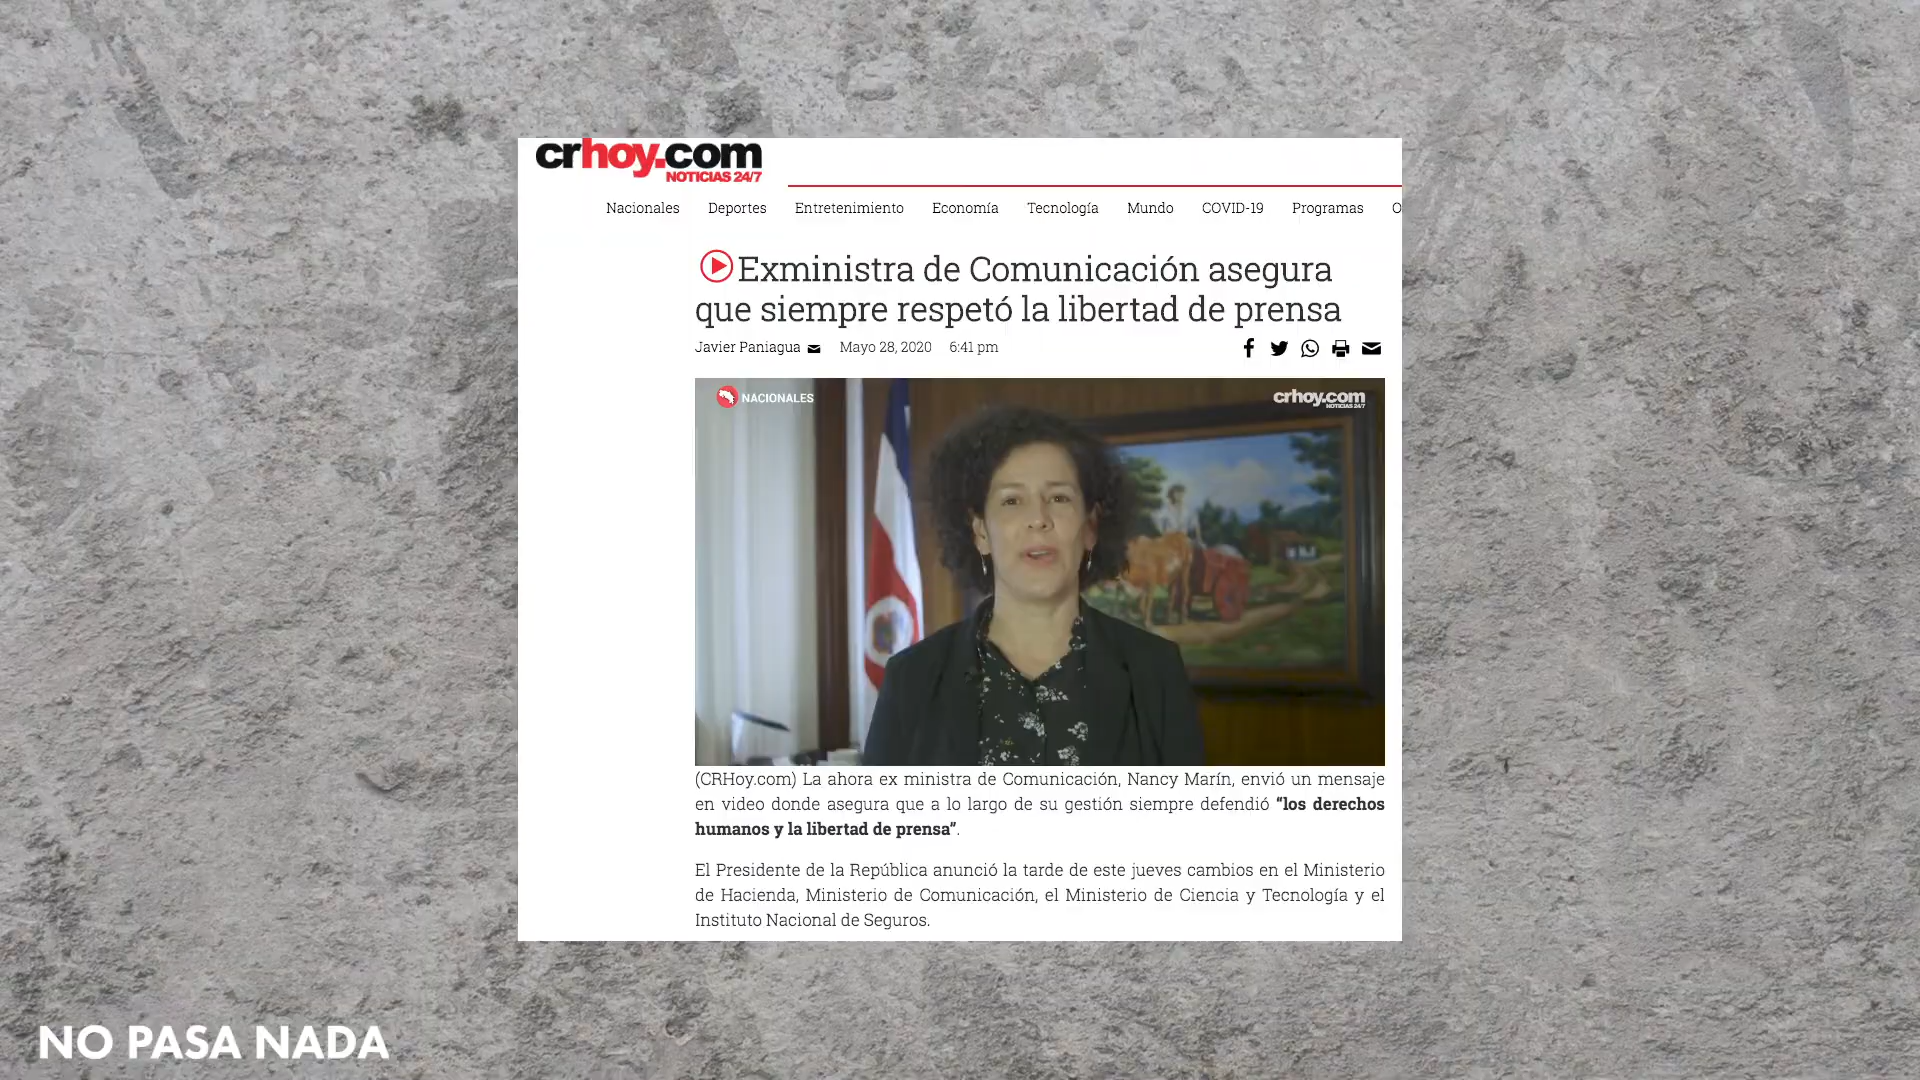 crhoy.com
NOTICIAS 24/7
Nacionales Deportes Entretenimiento Economía Tecnología Mundo COVID-19 Programas O
Exministra de Comunicación asegura
que siempre respetó la libertad de prensa
Javier Paniagua Mayo 28, 2020 6:41 pm
NACIONALES
crhoy.com
NOTICIAS 24/7
(CRHoy.com) La ahora ex ministra de Comunicación, Nancy Marín, envió un mensaje
en video donde asegura que a lo largo de su gestión siempre defendió “los derechos
humanos y la libertad de prensa”.
El Presidente de la República anunció la tarde de este jueves cambios en el Ministerio
de Hacienda, Ministerio de Comunicación, el Ministerio de Ciencia y Tecnología y el
Instituto Nacional de Seguros.
NO PASA NADA